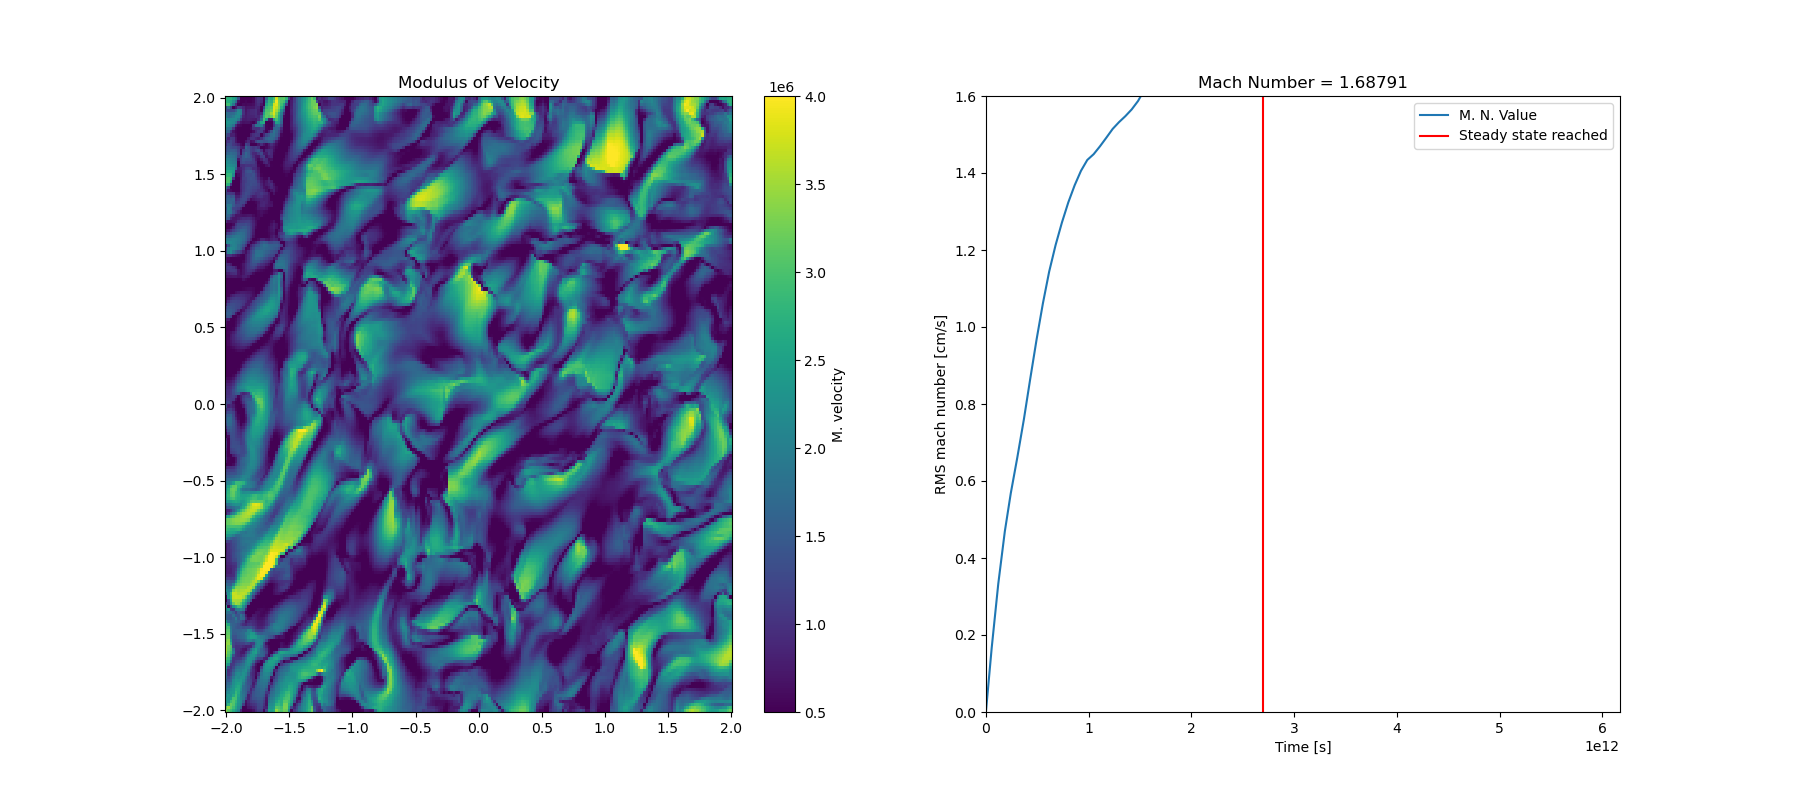 Modulus of Velocity
2.0
1.5
1.0
0.5
0.0
−0.5
−1.0
−1.5
−2.0
−2.0 −1.5 −1.0 −0.5 0.0 0.5 1.0 1.5 2.0
1e6
4.0
3.5
3.0
2.5
2.0
1.5
1.0
0.5
M. velocity
Mach Number = 1.68791
RMS mach number [cm/s]
1.6
1.4
1.2
1.0
0.8
0.6
0.4
0.2
0.0
M. N. Value
Steady state reached
0 1 2 3 4 5 6
Time [s]
1e12